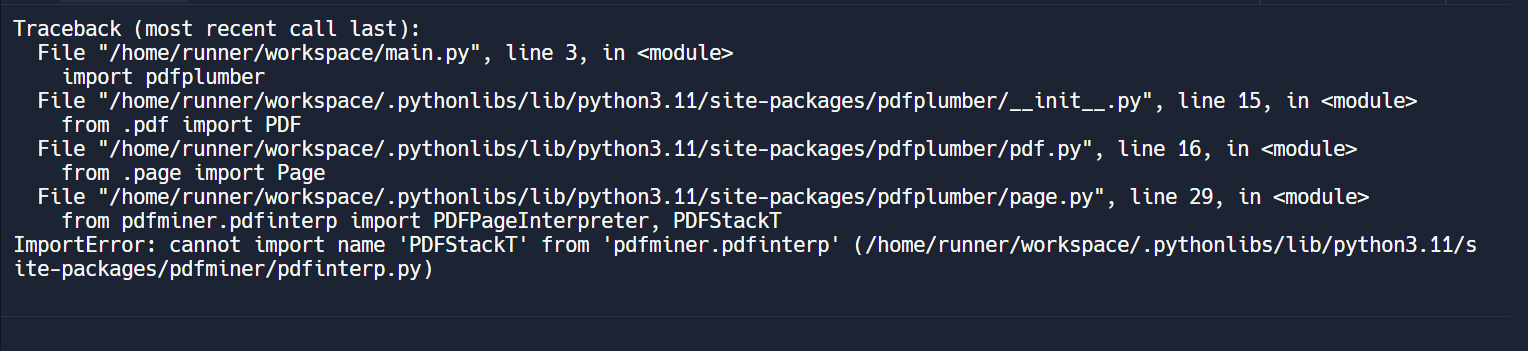 Traceback (most recent call last):
  File "/home/runner/workspace/main.py", line 3, in <module>
    import pdfplumber
  File "/home/runner/workspace/.pythonlibs/lib/python3.11/site-packages/pdfplumber/__init__.py", line 15, in <module>
    from .pdf import PDF
  File "/home/runner/workspace/.pythonlibs/lib/python3.11/site-packages/pdfplumber/pdf.py", line 16, in <module>
    from .page import Page
  File "/home/runner/workspace/.pythonlibs/lib/python3.11/site-packages/pdfplumber/page.py", line 29, in <module>
    from pdfminer.pdfinterp import PDFPageInterpreter, PDFStackT
ImportError: cannot import name 'PDFStackT' from 'pdfminer.pdfinterp' (/home/runner/workspace/.pythonlibs/lib/python3.11/s
ite-packages/pdfminer/pdfinterp.py)